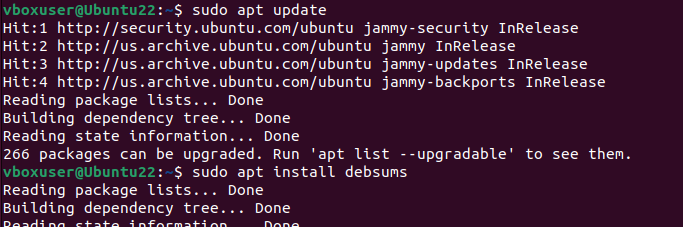 vboxuser@Ubuntu22:~$ sudo apt update
Hit:1 http://security.ubuntu.com/ubuntu jammy-security InRelease
Hit:2 http://us.archive.ubuntu.com/ubuntu jammy InRelease
Hit:3 http://us.archive.ubuntu.com/ubuntu jammy-updates InRelease
Hit:4 http://us.archive.ubuntu.com/ubuntu jammy-backports InRelease
Reading package lists... Done
Building dependency tree... Done
Reading state information... Done
266 packages can be upgraded. Run 'apt list --upgradable' to see them.
vboxuser@Ubuntu22:~$ sudo apt install debsums
Reading package lists... Done
Building dependency tree... Done
Reading state information... Done